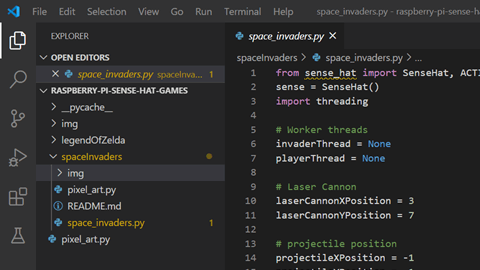 File Edit Selection View Go Run Terminal Help space_invaders.py - raspberry-pi-sense-ha
EXPLORER
OPEN EDITORS
space_invaders.py spaceInva... 1
RASPBERRY-PI-SENSE-HAT-GAMES
__pycache__
img
legendOfZelda
spaceInvaders
img
pixel_art.py
README.md
space_invaders.py 1
pixel_art.py
space_invaders.py
spaceInvaders > space_invaders.py > ...
1 from sense_hat import SenseHat, ACTI
2 sense = SenseHat()
3 import threading
4
5 # Worker threads
6 invaderThread = None
7 playerThread = None
8
9 # Laser Cannon
10 laserCannonXPosition = 3
11 laserCannonYPosition = 7
12
13 # projectile position
14 projectileXPosition = -1